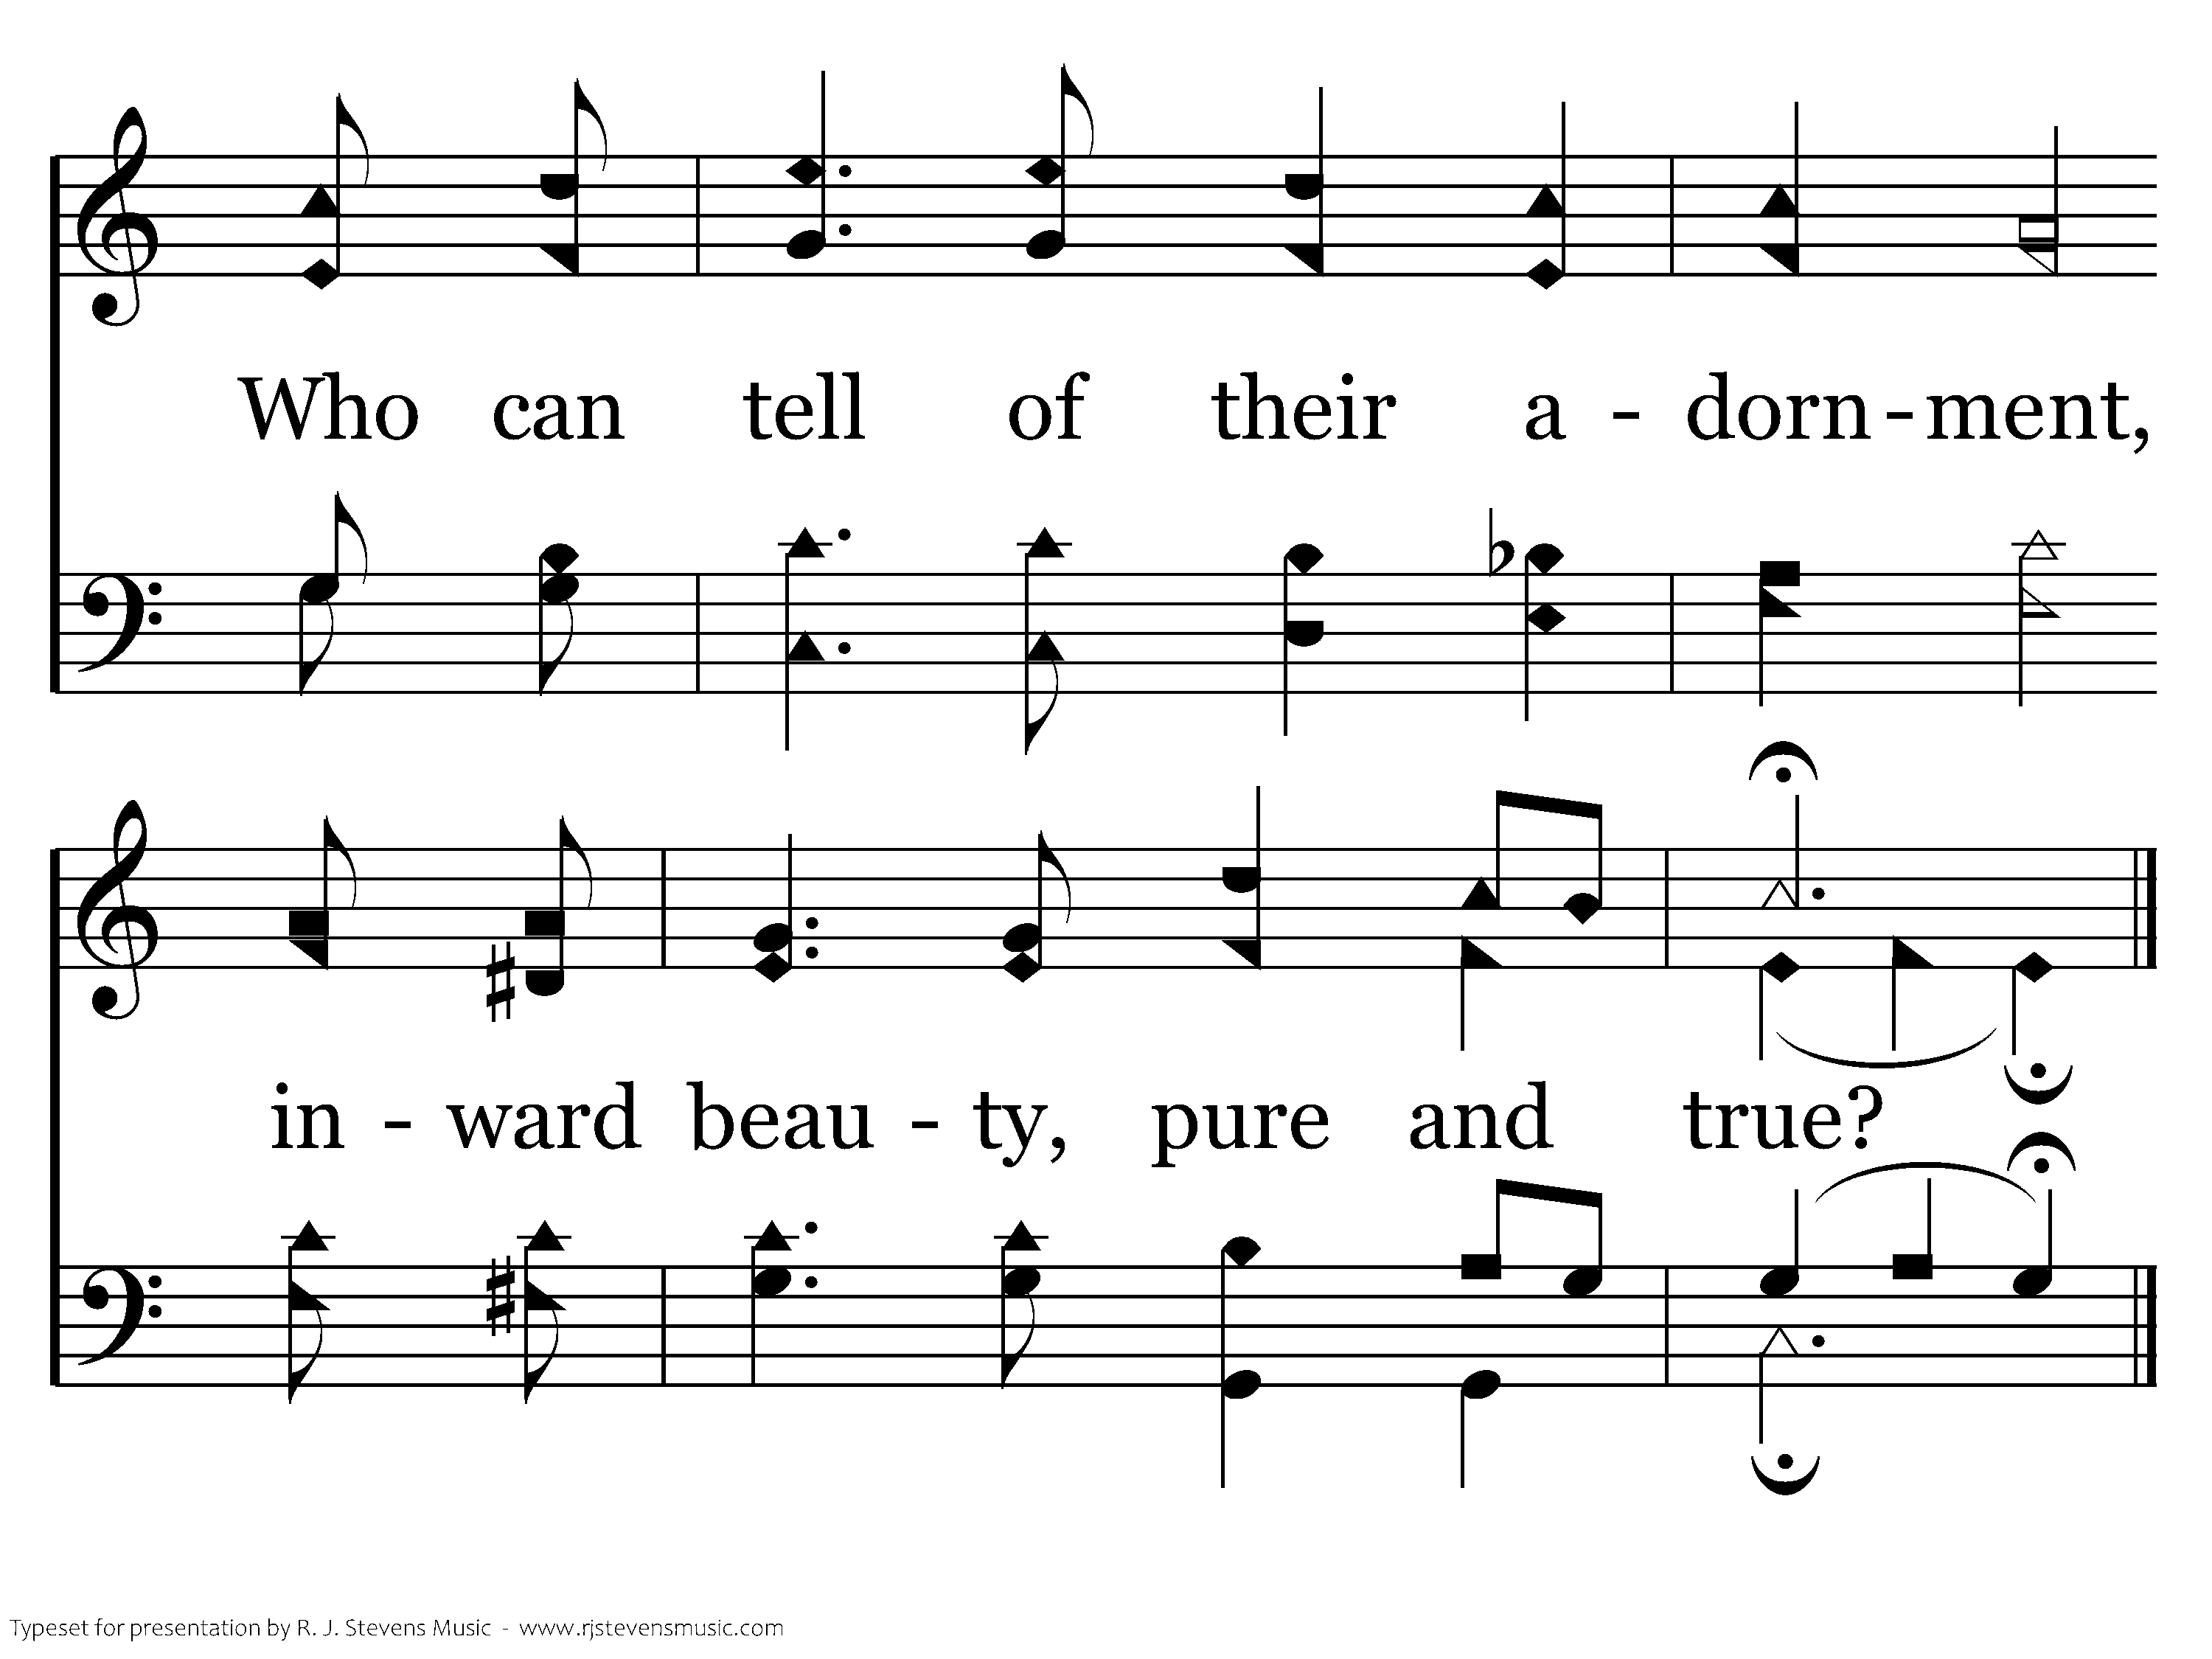 Who can tell of their a - dorn - ment,
in - ward beau - ty, pure and true?
Typeset for presentation by R. J. Stevens Music - www.rjstevensmusic.com